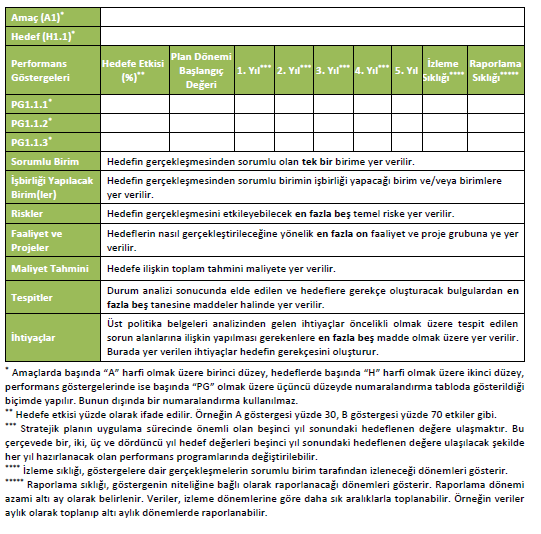 Amaç (A1)*
Hedef (H1.1)*
Performans Göstergeleri
Hedefe Etkisi (%)**
Plan Dönemi Başlangıç Değeri
1. Yıl***
2. Yıl***
3. Yıl***
4. Yıl***
5. Yıl
İzleme Sıklığı****
Raporlama Sıklığı*****
PG1.1.1*
PG1.1.2*
PG1.1.3*
Sorumlu Birim
Hedefin gerçekleşmesinden sorumlu olan tek bir birime yer verilir.
İşbirliği Yapılacak Birim(ler)
Hedefin gerçekleşmesinden sorumlu birimin işbirliği yapacağı birim ve/veya birimlere
yer verilir.
Riskler
Hedefin gerçekleşmesini etkileyebilecek en fazla beş temel riske yer verilir.
Faaliyet ve Projeler
Hedeflerin nasıl gerçekleştirileceğine yönelik en fazla on faaliyet ve proje grubuna ye yer
verilir.
Maliyet Tahmini
Hedefe ilişkin toplam tahmini maliyete yer verilir.
Tespitler
Durum analizi sonucunda elde edilen ve hedeflere gerekçe oluşturacak bulgulardan en
fazla beş tanesine maddeler halinde yer verilir.
İhtiyaçlar
Üst politika belgeleri analizinden gelen ihtiyaçlar öncelikli olmak üzere tespit edilen
sorun alanlarına ilişkin yapılması gerekenlere en fazla beş madde olmak üzere yer verilir.
Burada yer verilen ihtiyaçlar hedefin gerekçesini oluşturur.
* Amaçlarda başında “A” harfi olmak üzere birinci düzey, hedeflerde başında “H” harfi olmak üzere ikinci düzey,
performans göstergelerinde ise başında “PG” olmak üzere üçüncü düzeyde numaralandırma tabloda gösterildiği
biçimde yapılır. Bunun dışında bir numaralandırma kullanılmaz.
** Hedefe etkisi yüzde olarak ifade edilir. Örneğin A göstergesi yüzde 30, B göstergesi yüzde 70 etkiler gibi.
*** Stratejik planın uygulama sürecinde önemli olan beşinci yıl sonundaki hedeflenen değere ulaşmaktır. Bu
çerçevede bir, iki, üç ve dördüncü yıl hedef değerleri beşinci yıl sonundaki hedeflenen değere ulaşılacak şekilde
her yıl hazırlanacak olan performans programlarında değiştirilebilir.
**** İzleme sıklığı, göstergelere dair gerçekleşmelerin sorumlu birim tarafından izleneceği dönemleri gösterir.
***** Raporlama sıklığı, göstergenin niteliğine bağlı olarak raporlanacağı dönemleri gösterir. Raporlama dönemi
azami altı ay olarak belirlenir. Veriler, izleme dönemlerine göre daha sık aralıklarla toplanabilir. Örneğin veriler
aylık olarak toplanıp altı aylık dönemlerde raporlanabilir.